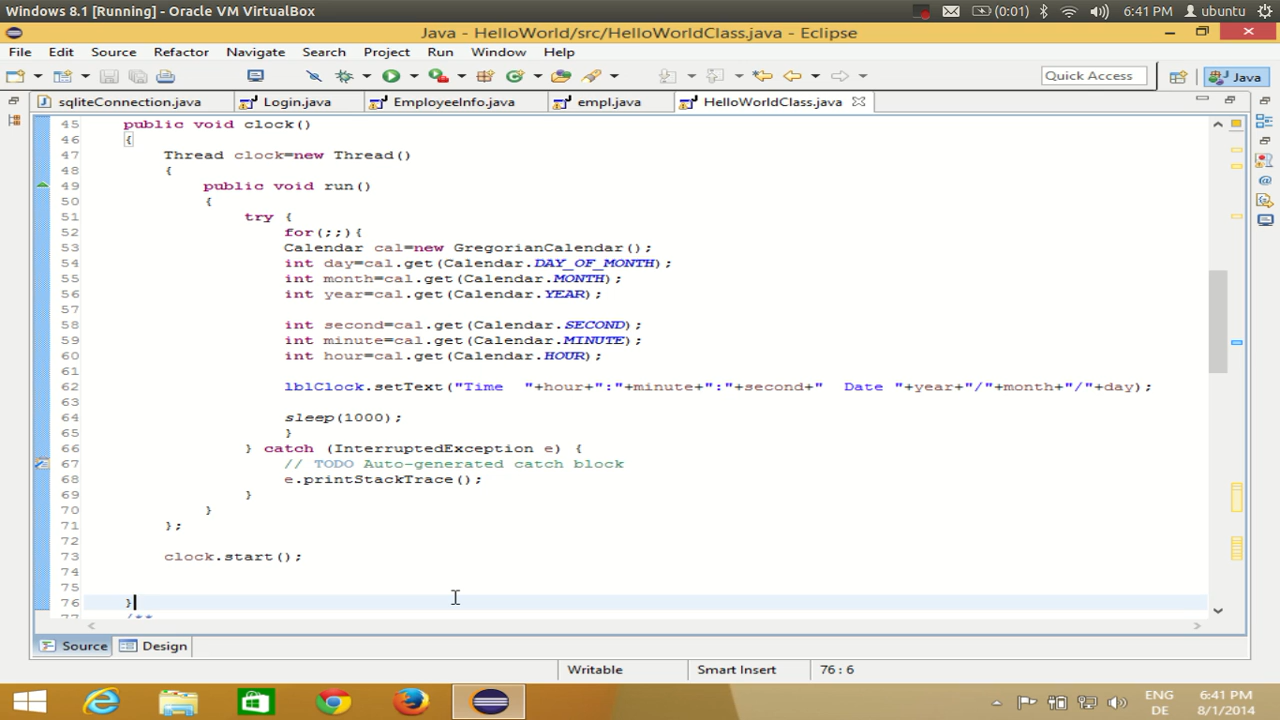 Windows 8.1 [Running] - Oracle VM VirtualBox
(0:01)
6:41 PM
ubuntu
Java - HelloWorld/src/HelloWorldClass.java - Eclipse
File Edit Source Refactor Navigate Search Project Run Window Help
Quick Access
Java
sqliteConnection.java
Login.java
EmployeeInfo.java
empl.java
HelloWorldClass.java
45 public void clock()
46 {
47 Thread clock=new Thread()
48 {
49 public void run()
50 {
51 try {
52 for(;;){
53 Calendar cal=new GregorianCalendar();
54 int day=cal.get(Calendar.DAY_OF_MONTH);
55 int month=cal.get(Calendar.MONTH);
56 int year=cal.get(Calendar.YEAR);
57
58 int second=cal.get(Calendar.SECOND);
59 int minute=cal.get(Calendar.MINUTE);
60 int hour=cal.get(Calendar.HOUR);
61
62 lblClock.setText("Time  "+hour+":"+minute+":"+second+"  Date "+year+"/"+month+"/"+day);
63
64 sleep(1000);
65 }
66 } catch (InterruptedException e) {
67 // TODO Auto-generated catch block
68 e.printStackTrace();
69 }
70 }
71 };
72
73 clock.start();
74
75
76 }
77 /**
Source
Design
Writable
Smart Insert
76 : 6
ENG
DE
6:41 PM
8/1/2014